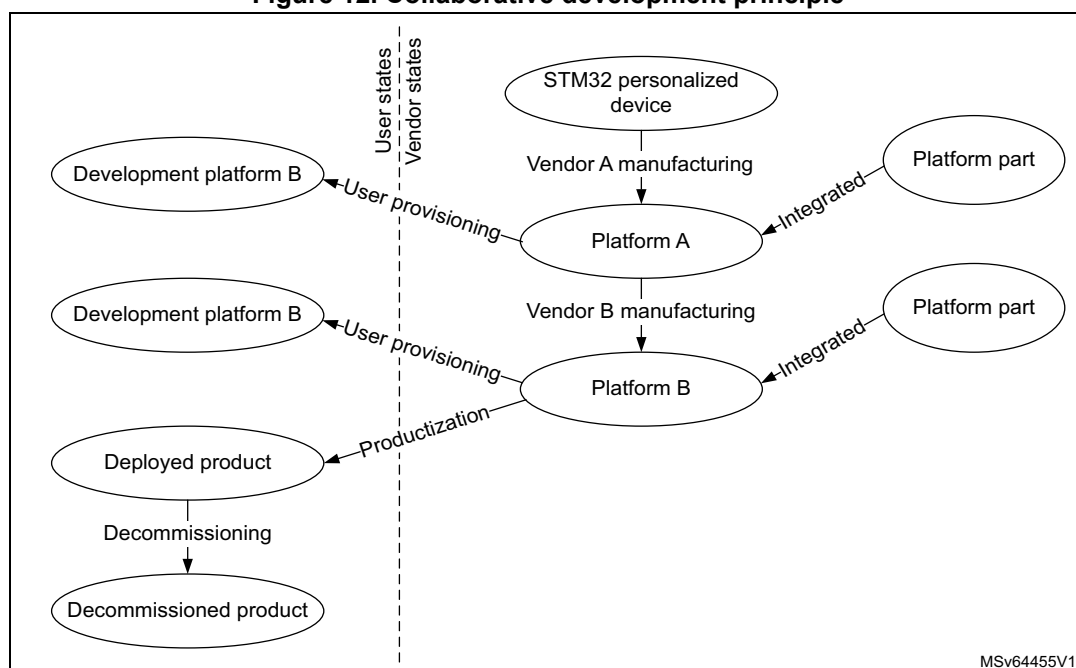 Figure 12. Collaborative development principle
User states
Vendor states
STM32 personalized
device
Vendor A manufacturing
Platform part
Development platform B
User provisioning
Integrated
Platform A
Vendor B manufacturing
Platform part
Development platform B
User provisioning
Integrated
Platform B
Productization
Deployed product
Decommissioning
Decommissioned product
MSv64455V1